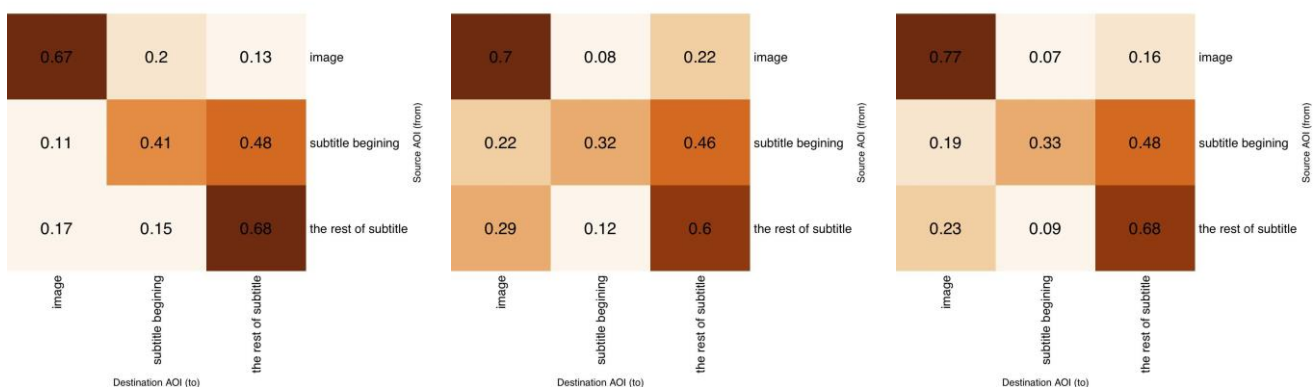 0.67 0.2 0.13 image
0.11 0.41 0.48 subtitle begining
0.17 0.15 0.68 the rest of subtitle
Source AOI (from)
image
subtitle begining
the rest of subtitle
Destination AOI (to)
0.7 0.08 0.22 image
0.22 0.32 0.46 subtitle begining
0.29 0.12 0.6 the rest of subtitle
Source AOI (from)
image
subtitle begining
the rest of subtitle
Destination AOI (to)
0.77 0.07 0.16 image
0.19 0.33 0.48 subtitle begining
0.23 0.09 0.68 the rest of subtitle
Source AOI (from)
image
subtitle begining
the rest of subtitle
Destination AOI (to)